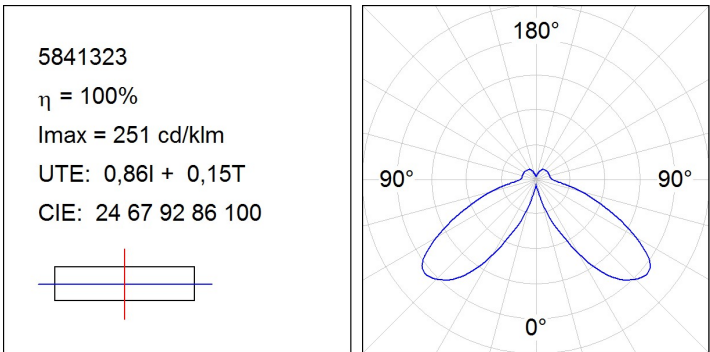 5841323
η = 100%
Imax = 251 cd/klm
UTE: 0,86I + 0,15T
CIE: 24 67 92 86 100
180°
90° 90°
0°